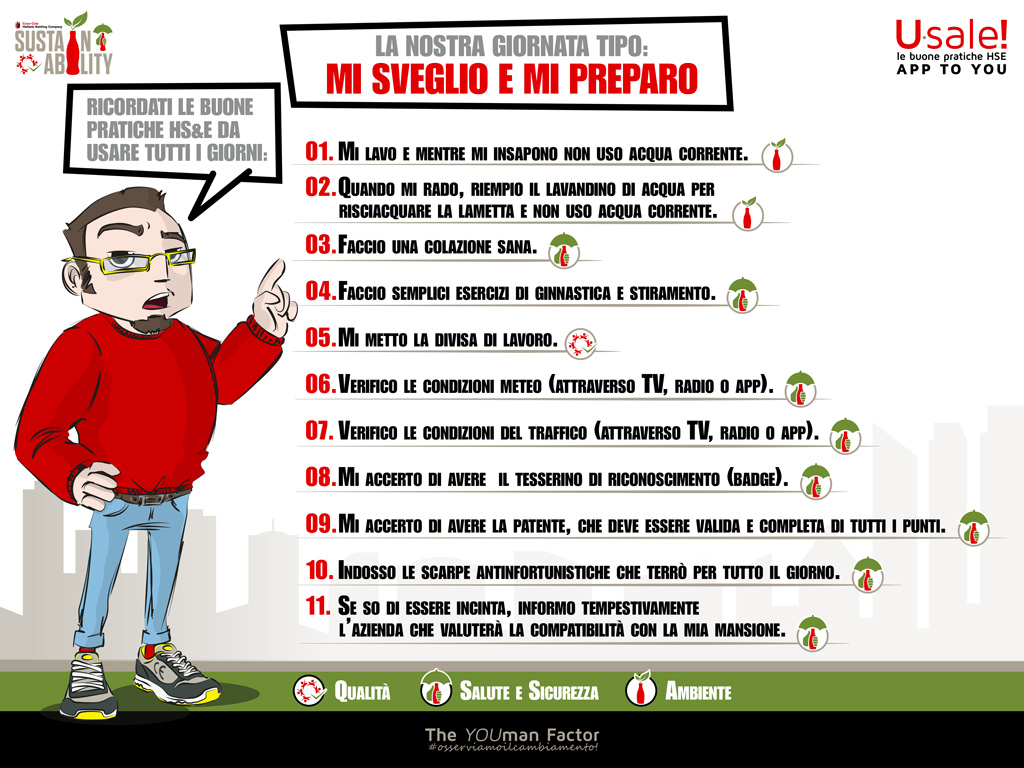 Coca-Cola
Hellenic Bottling Company
SUSTAIN
ABILITY
LA NOSTRA GIORNATA TIPO:
MI SVEGLIO E MI PREPARO
U·sale!
le buone pratiche HSE
APP TO YOU
RICORDATI LE BUONE
PRATICHE HS&E DA
USARE TUTTI I GIORNI:
01. MI LAVO E MENTRE MI INSAPONO NON USO ACQUA CORRENTE.
02. QUANDO MI RADO, RIEMPIO IL LAVANDINO DI ACQUA PER
RISCIACQUARE LA LAMETTA E NON USO ACQUA CORRENTE.
03. FACCIO UNA COLAZIONE SANA.
04. FACCIO SEMPLICI ESERCIZI DI GINNASTICA E STIRAMENTO.
05. MI METTO LA DIVISA DI LAVORO.
06. VERIFICO LE CONDIZIONI METEO (ATTRAVERSO TV, RADIO O APP).
07. VERIFICO LE CONDIZIONI DEL TRAFFICO (ATTRAVERSO TV, RADIO O APP).
08. MI ACCERTO DI AVERE IL TESSERINO DI RICONOSCIMENTO (BADGE).
09. MI ACCERTO DI AVERE LA PATENTE, CHE DEVE ESSERE VALIDA E COMPLETA DI TUTTI I PUNTI.
10. INDOSSO LE SCARPE ANTINFORTUNISTICHE CHE TERRÒ PER TUTTO IL GIORNO.
11. SE SO DI ESSERE INCINTA, INFORMO TEMPESTIVAMENTE
L'AZIENDA CHE VALUTERÀ LA COMPATIBILITÀ CON LA MIA MANSIONE.
QUALITÀ SALUTE E SICUREZZA AMBIENTE
The YOUman Factor
#osserviamoilcambiamento!